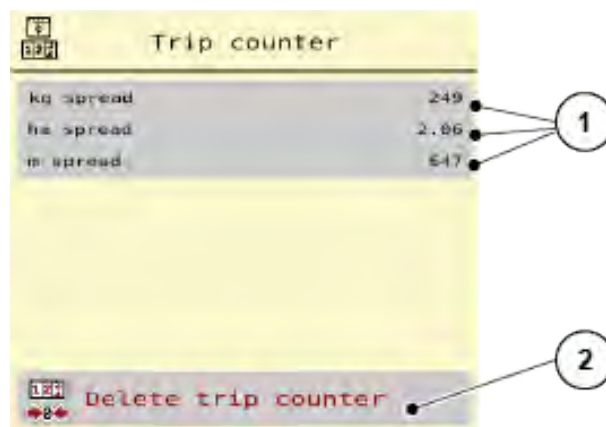 Trip counter
kg spread 249
ha spread 2.06
m spread 647
1
2
Delete trip counter